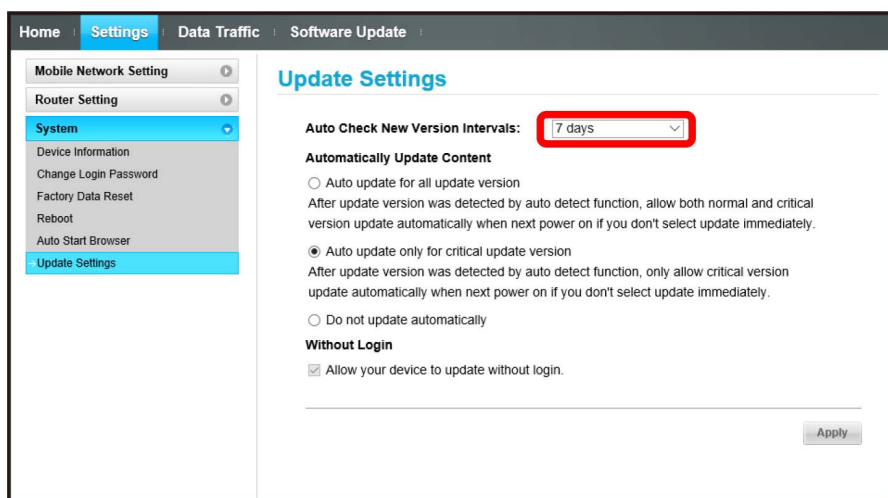 Home Settings Data Traffic Software Update
Mobile Network Setting
Router Setting
System
Device Information
Change Login Password
Factory Data Reset
Reboot
Auto Start Browser
Update Settings
Update Settings
Auto Check New Version Intervals: 7 days
Automatically Update Content
Auto update for all update version
After update version was detected by auto detect function, allow both normal and critical
version update automatically when next power on if you don't select update immediately.
Auto update only for critical update version
After update version was detected by auto detect function, only allow critical version
update automatically when next power on if you don't select update immediately.
Do not update automatically
Without Login
Allow your device to update without login.
Apply